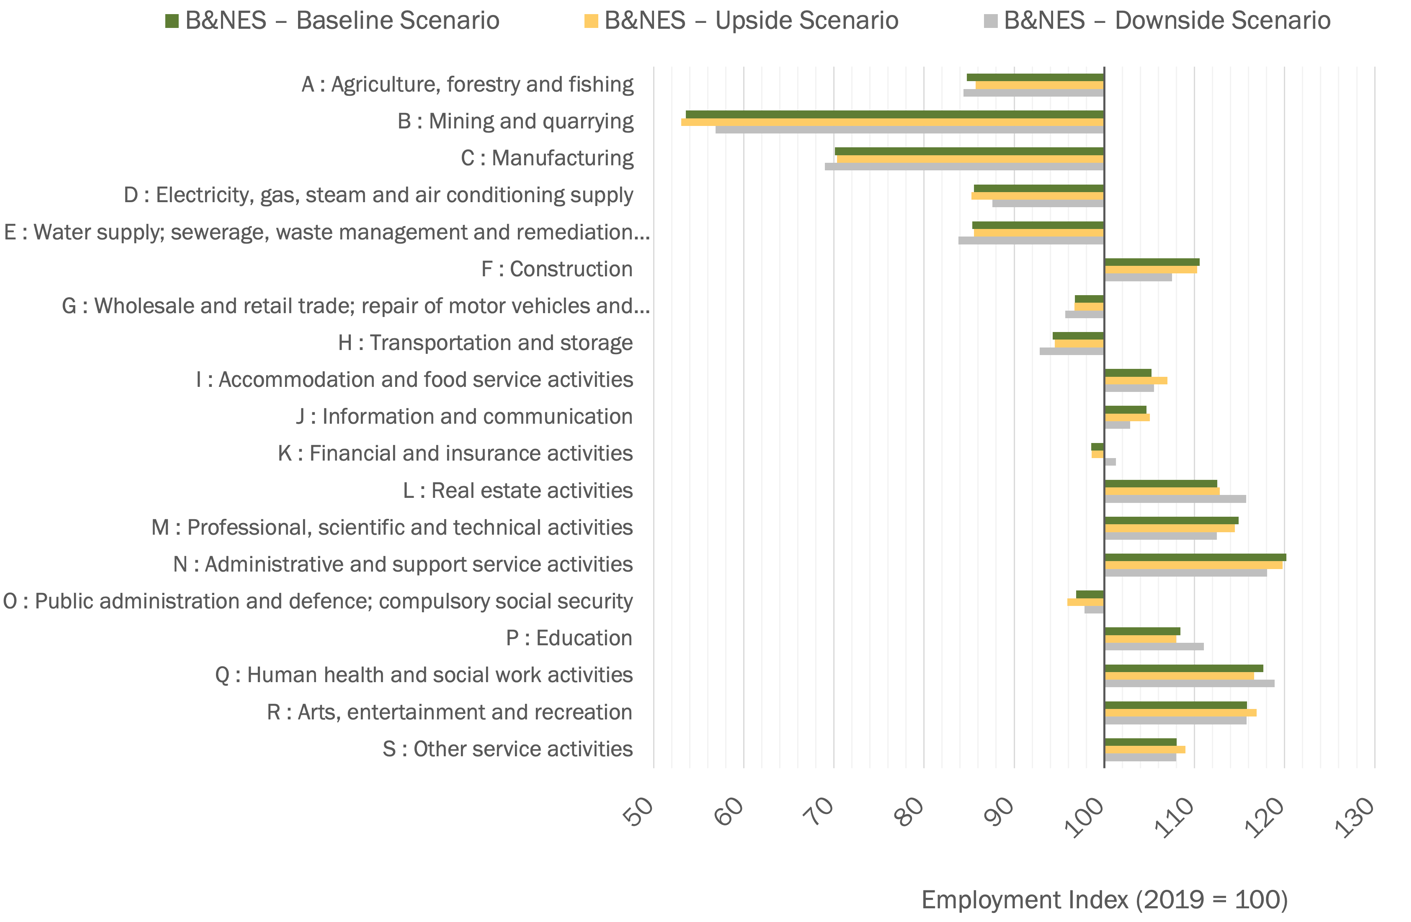 B&NES – Baseline Scenario B&NES – Upside Scenario B&NES – Downside Scenario
A : Agriculture, forestry and fishing
B : Mining and quarrying
C : Manufacturing
D : Electricity, gas, steam and air conditioning supply
E : Water supply; sewerage, waste management and remediation...
F : Construction
G : Wholesale and retail trade; repair of motor vehicles and...
H : Transportation and storage
I : Accommodation and food service activities
J : Information and communication
K : Financial and insurance activities
L : Real estate activities
M : Professional, scientific and technical activities
N : Administrative and support service activities
O : Public administration and defence; compulsory social security
P : Education
Q : Human health and social work activities
R : Arts, entertainment and recreation
S : Other service activities
50 60 70 80 90 100 110 120 130
Employment Index (2019 = 100)